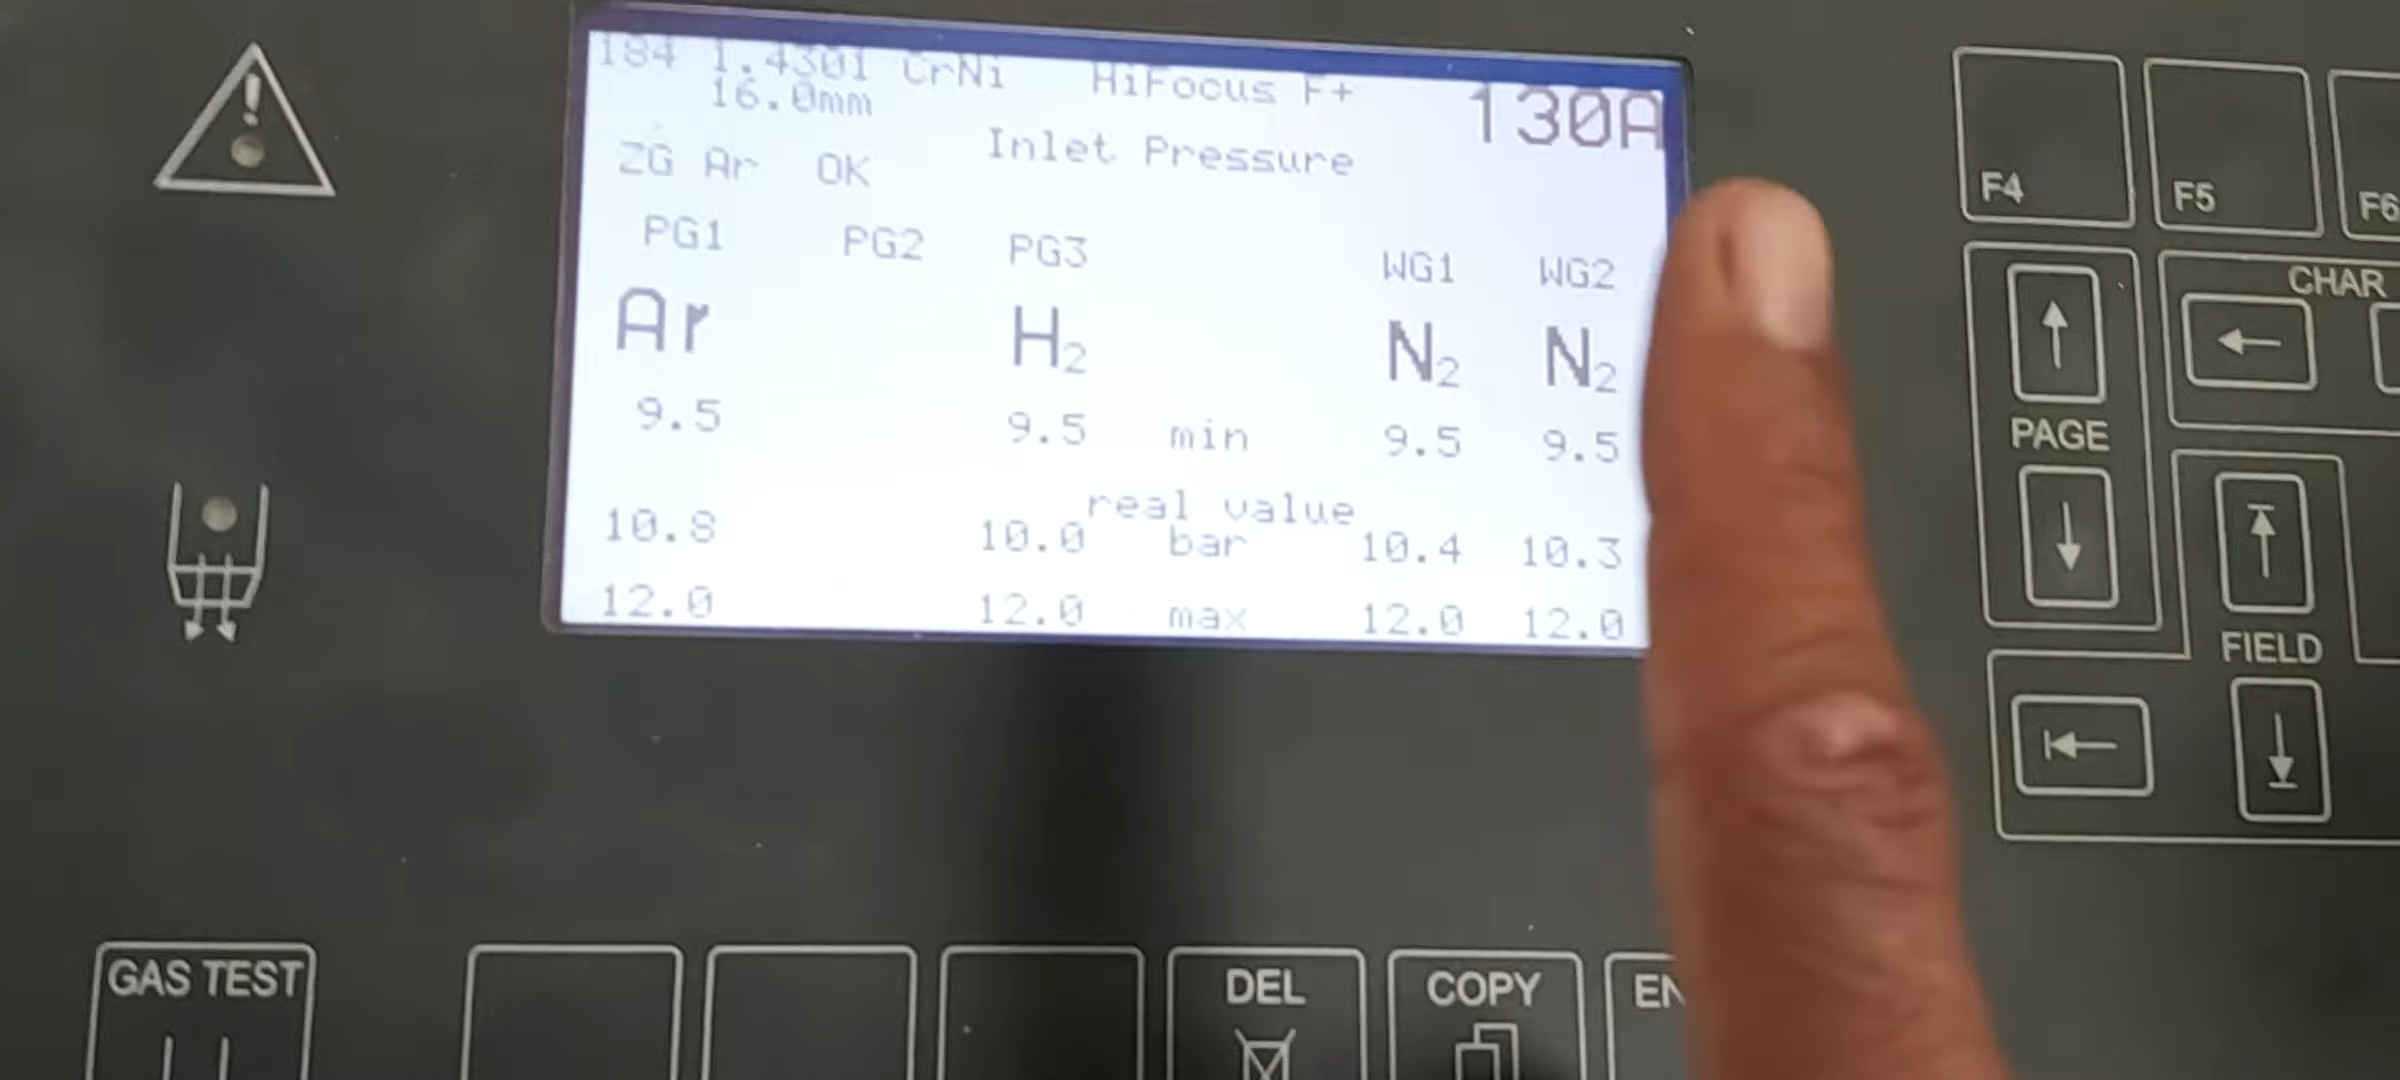 184 1.4301 CrNi HiFocus F+ 130A
16.0mm
ZG Ar OK Inlet Pressure
PG1 PG2 PG3 WG1 WG2
Ar H₂ N₂ N₂
9.5 9.5 min 9.5 9.5
real value
10.8 10.0 bar 10.4 10.3
12.0 12.0 max 12.0 12.0
F4 F5 F6
CHAR
PAGE
FIELD
GAS TEST DEL COPY EN